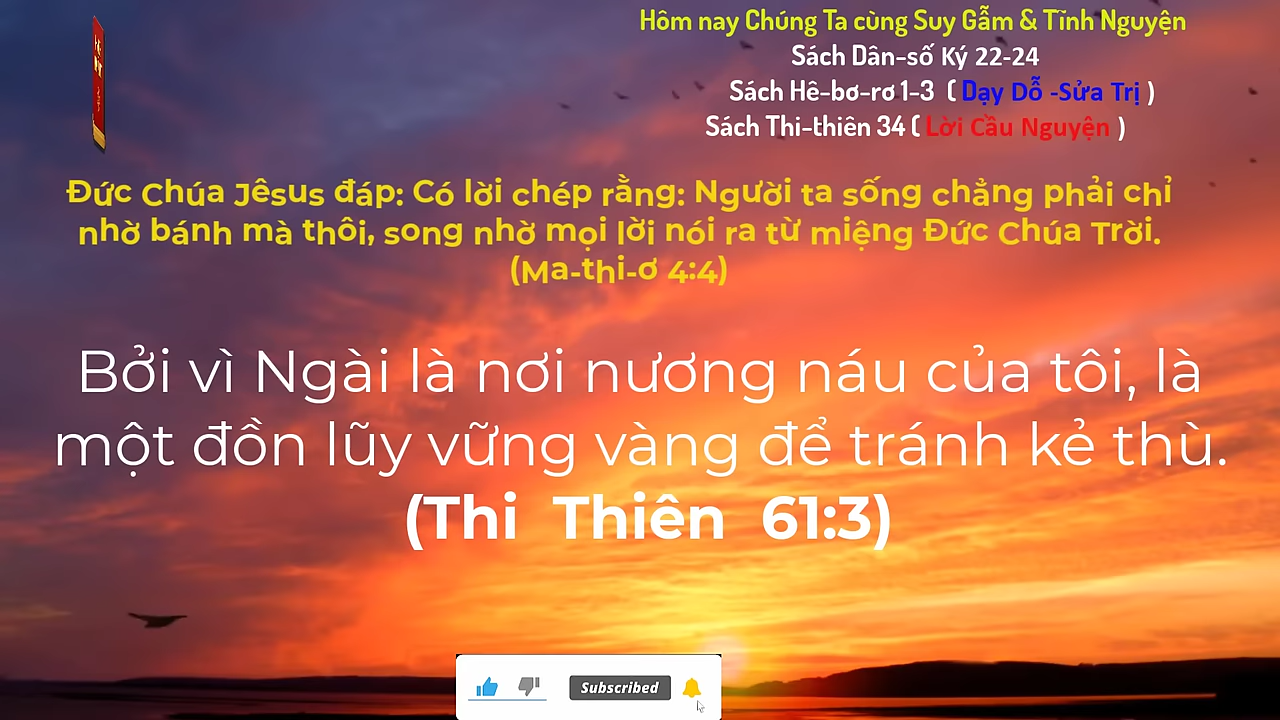 Hôm nay Chúng Ta cùng Suy Gẫm & Tĩnh Nguyện
Sách Dân-số Ký 22-24
Sách Hê-bơ-rơ 1-3 ( Dạy Dỗ -Sửa Trị )
Sách Thi-thiên 34 ( Lời Cầu Nguyện )
Đức Chúa Jêsus đáp: Có lời chép rằng: Người ta sống chẳng phải chỉ
nhờ bánh mà thôi, song nhờ mọi lời nói ra từ miệng Đức Chúa Trời.
(Ma-thi-ơ 4:4)
Bởi vì Ngài là nơi nương náu của tôi, là
một đồn lũy vững vàng để tránh kẻ thù.
(Thi Thiên 61:3)
Subscribed